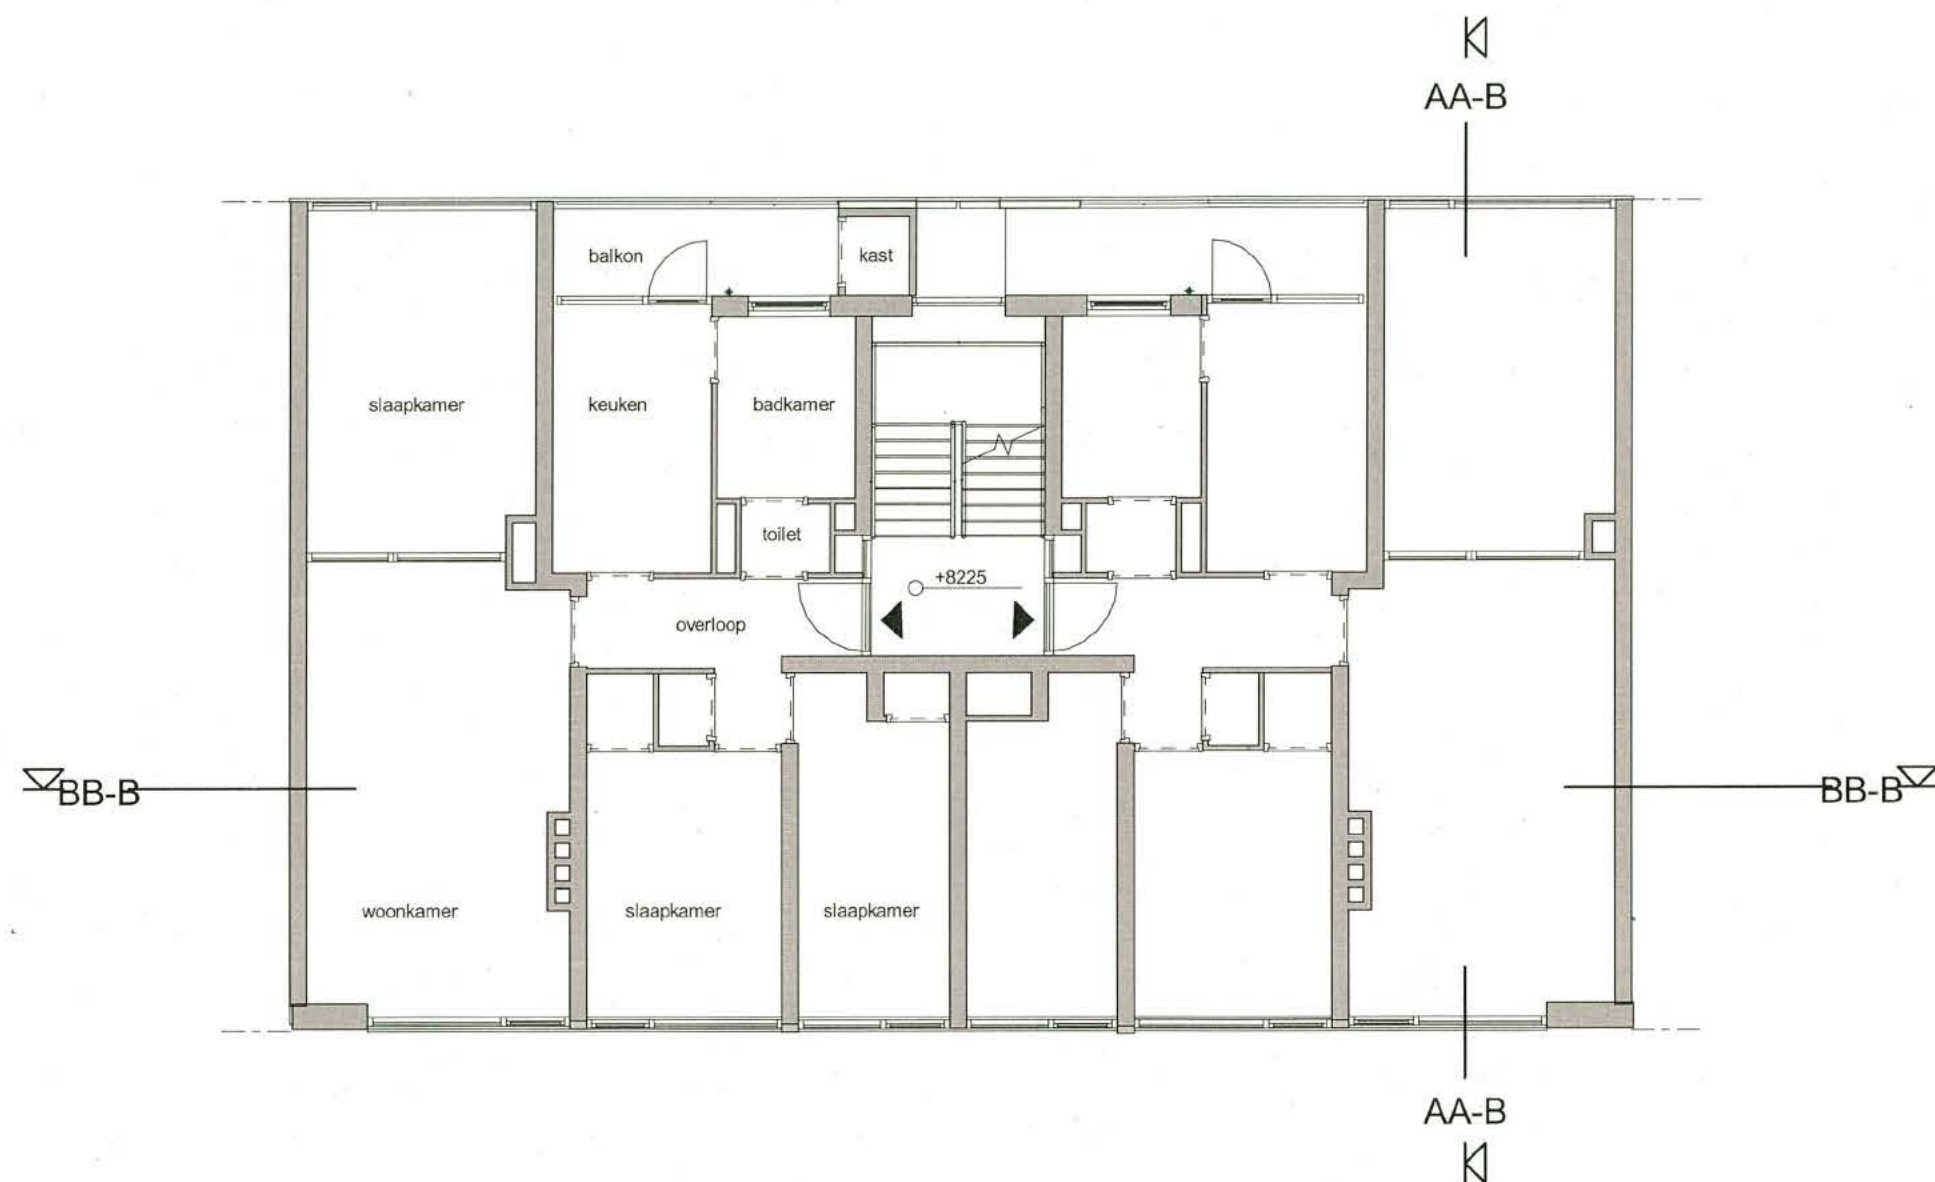 AA-B
balkon
kast
slaapkamer
keuken
badkamer
toilet
+8225
overloop
BB-B
BB-B
woonkamer
slaapkamer
slaapkamer
AA-B